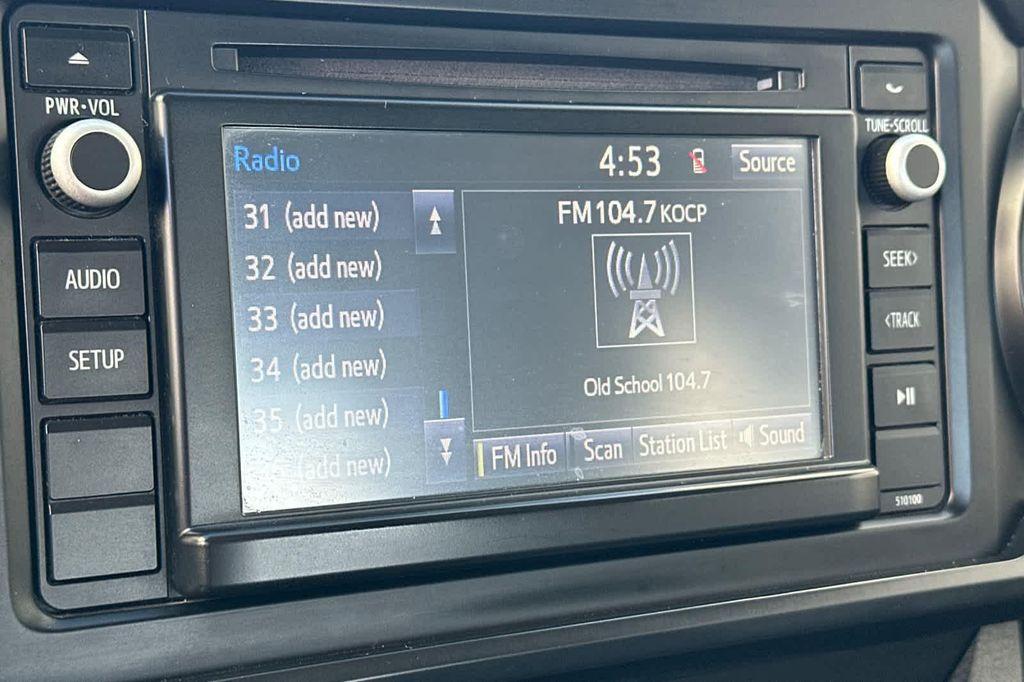 PWR•VOL
AUDIO
SETUP
Radio
4:53
Source
31 (add new)
32 (add new)
33 (add new)
34 (add new)
35 (add new)
(add new)
FM104.7 KOCP
Old School 104.7
FM Info
Scan
Station List
Sound
TUNE•SCROLL
SEEK>
<TRACK
510100